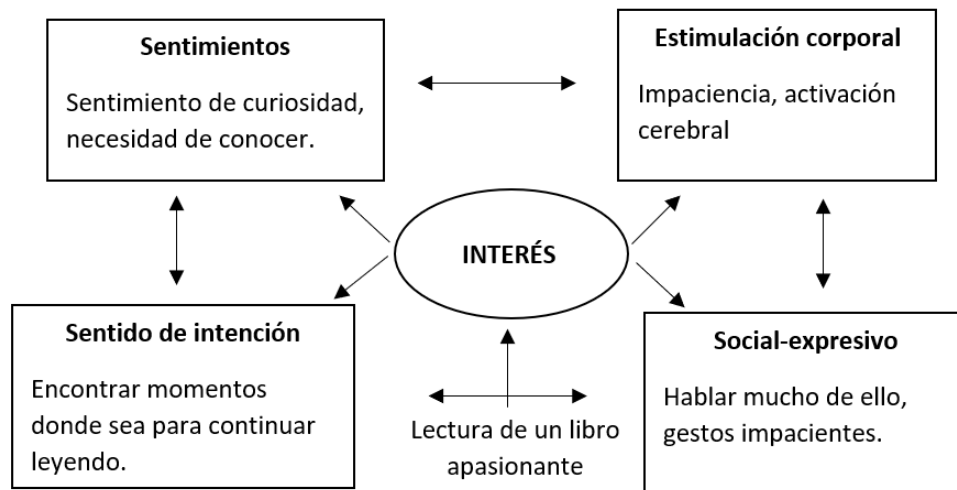 Sentimientos
Sentimiento de curiosidad,
necesidad de conocer.
Estimulación corporal
Impaciencia, activación
cerebral
INTERÉS
Sentido de intención
Encontrar momentos
donde sea para continuar
leyendo.
Lectura de un libro
apasionante
Social-expresivo
Hablar mucho de ello,
gestos impacientes.